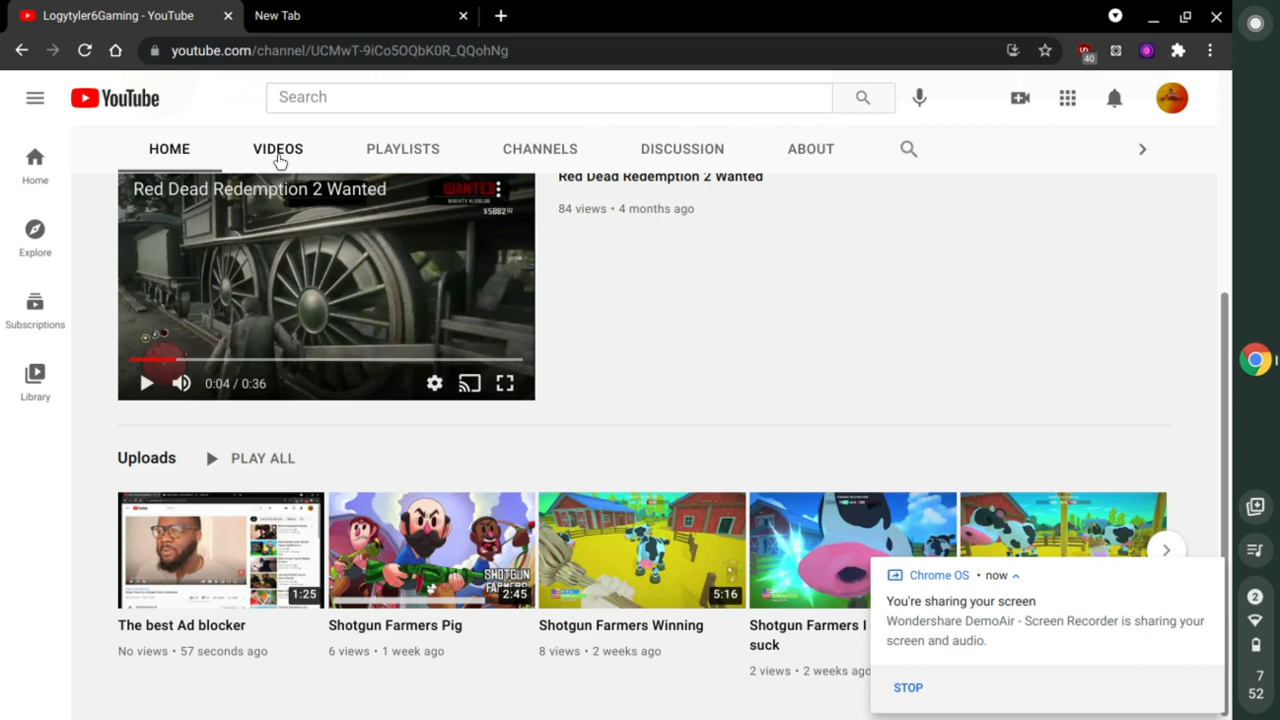 Logytyler6Gaming - YouTube
New Tab
youtube.com/channel/UCMwT-9iCo5OQbK0R_QQohNg
40
YouTube
Search
HOME
VIDEOS
PLAYLISTS
CHANNELS
DISCUSSION
ABOUT
Home
Explore
Subscriptions
Library
Red Dead Redemption 2 Wanted
WANTED
0:04 / 0:36
Red Dead Redemption 2 Wanted
84 views • 4 months ago
Uploads
PLAY ALL
1:25
The best Ad blocker
No views • 57 seconds ago
SHOTGUN
FARMERS
2:45
Shotgun Farmers Pig
6 views • 1 week ago
5:16
Shotgun Farmers Winning
8 views • 2 weeks ago
Shotgun Farmers I
suck
2 views • 2 weeks ago
Chrome OS • now
You're sharing your screen
Wondershare DemoAir - Screen Recorder is sharing your
screen and audio.
STOP
2
7
52